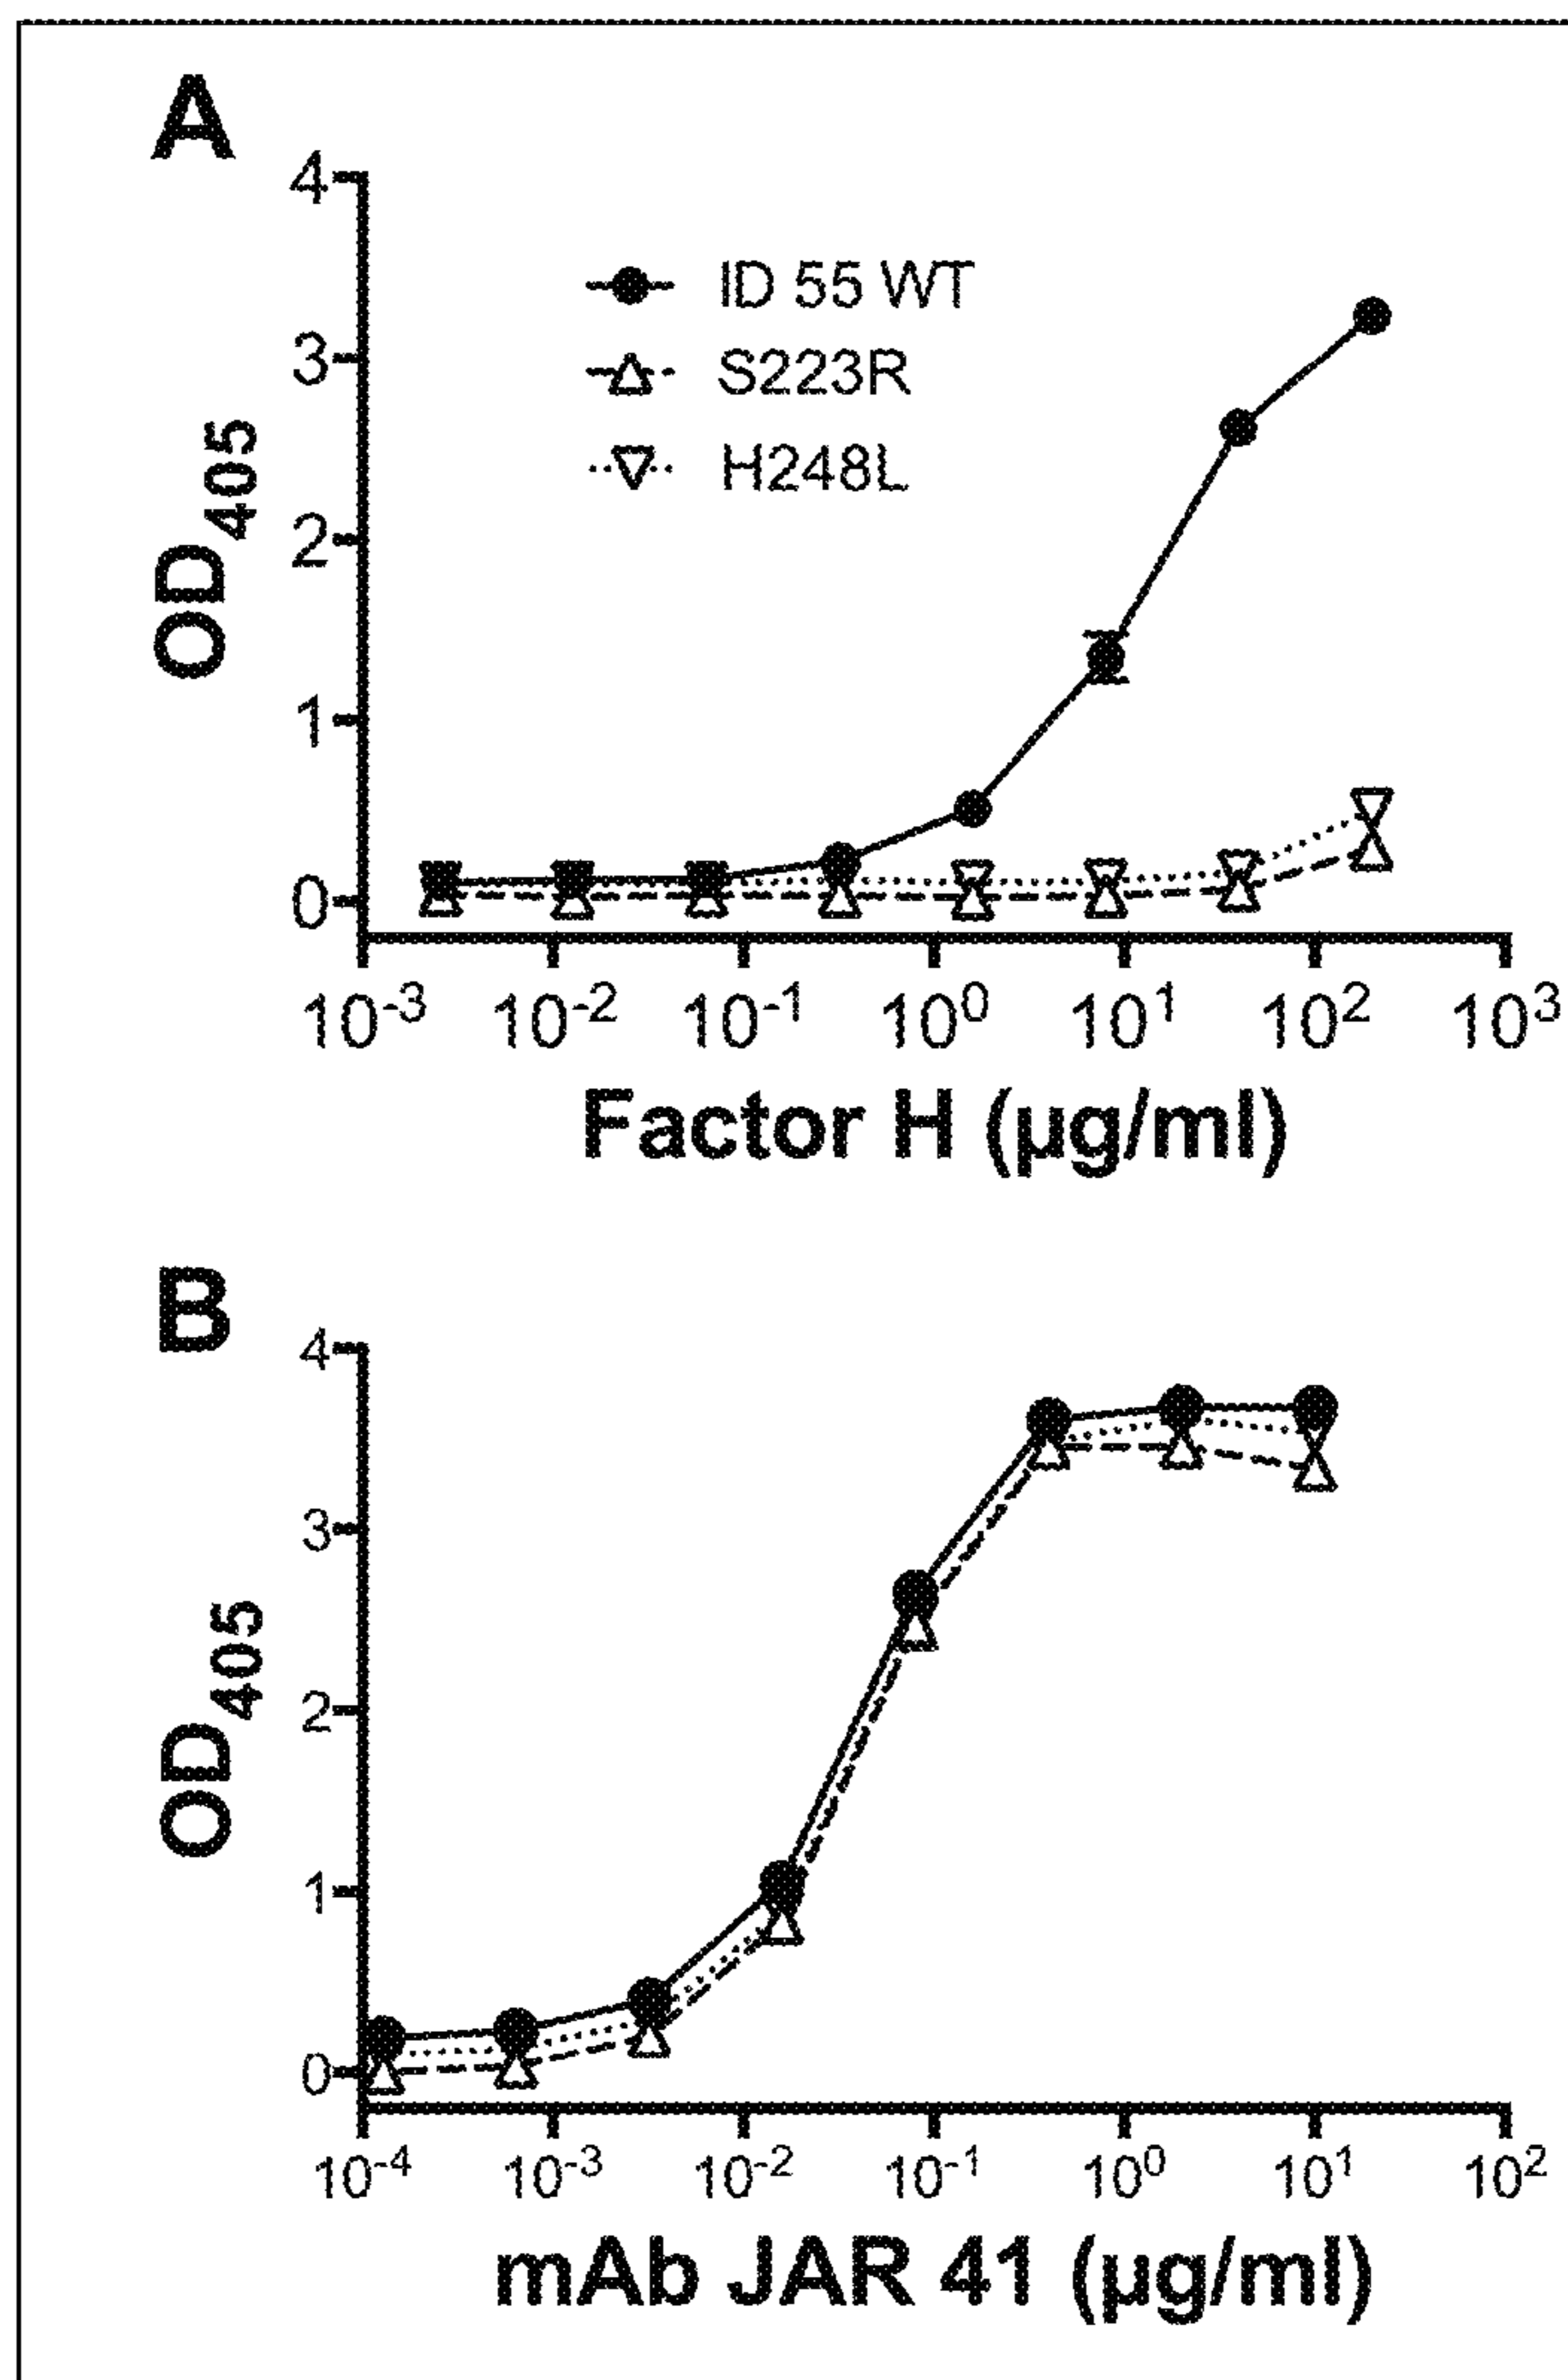 A
4
3
2
1
0
OD₄₀₅
ID 55 WT
S223R
H248L
10⁻³ 10⁻² 10⁻¹ 10⁰ 10¹ 10² 10³
Factor H (µg/ml)
B
4
3
2
1
0
OD₄₀₅
10⁻⁴ 10⁻³ 10⁻² 10⁻¹ 10⁰ 10¹ 10²
mAb JAR 41 (µg/ml)